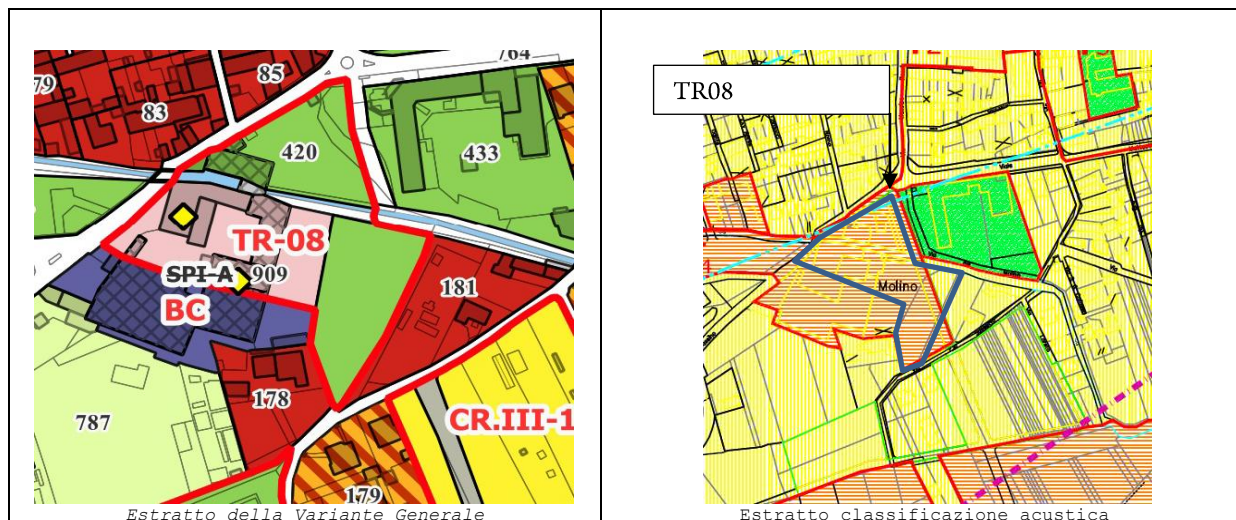 764
79
85
83
420
433
TR-08
SPI-A 909
BC
181
178
787
CR.III-1
179
Estratto della Variante Generale
TR08
P
Viale
Molino
Estratto classificazione acustica